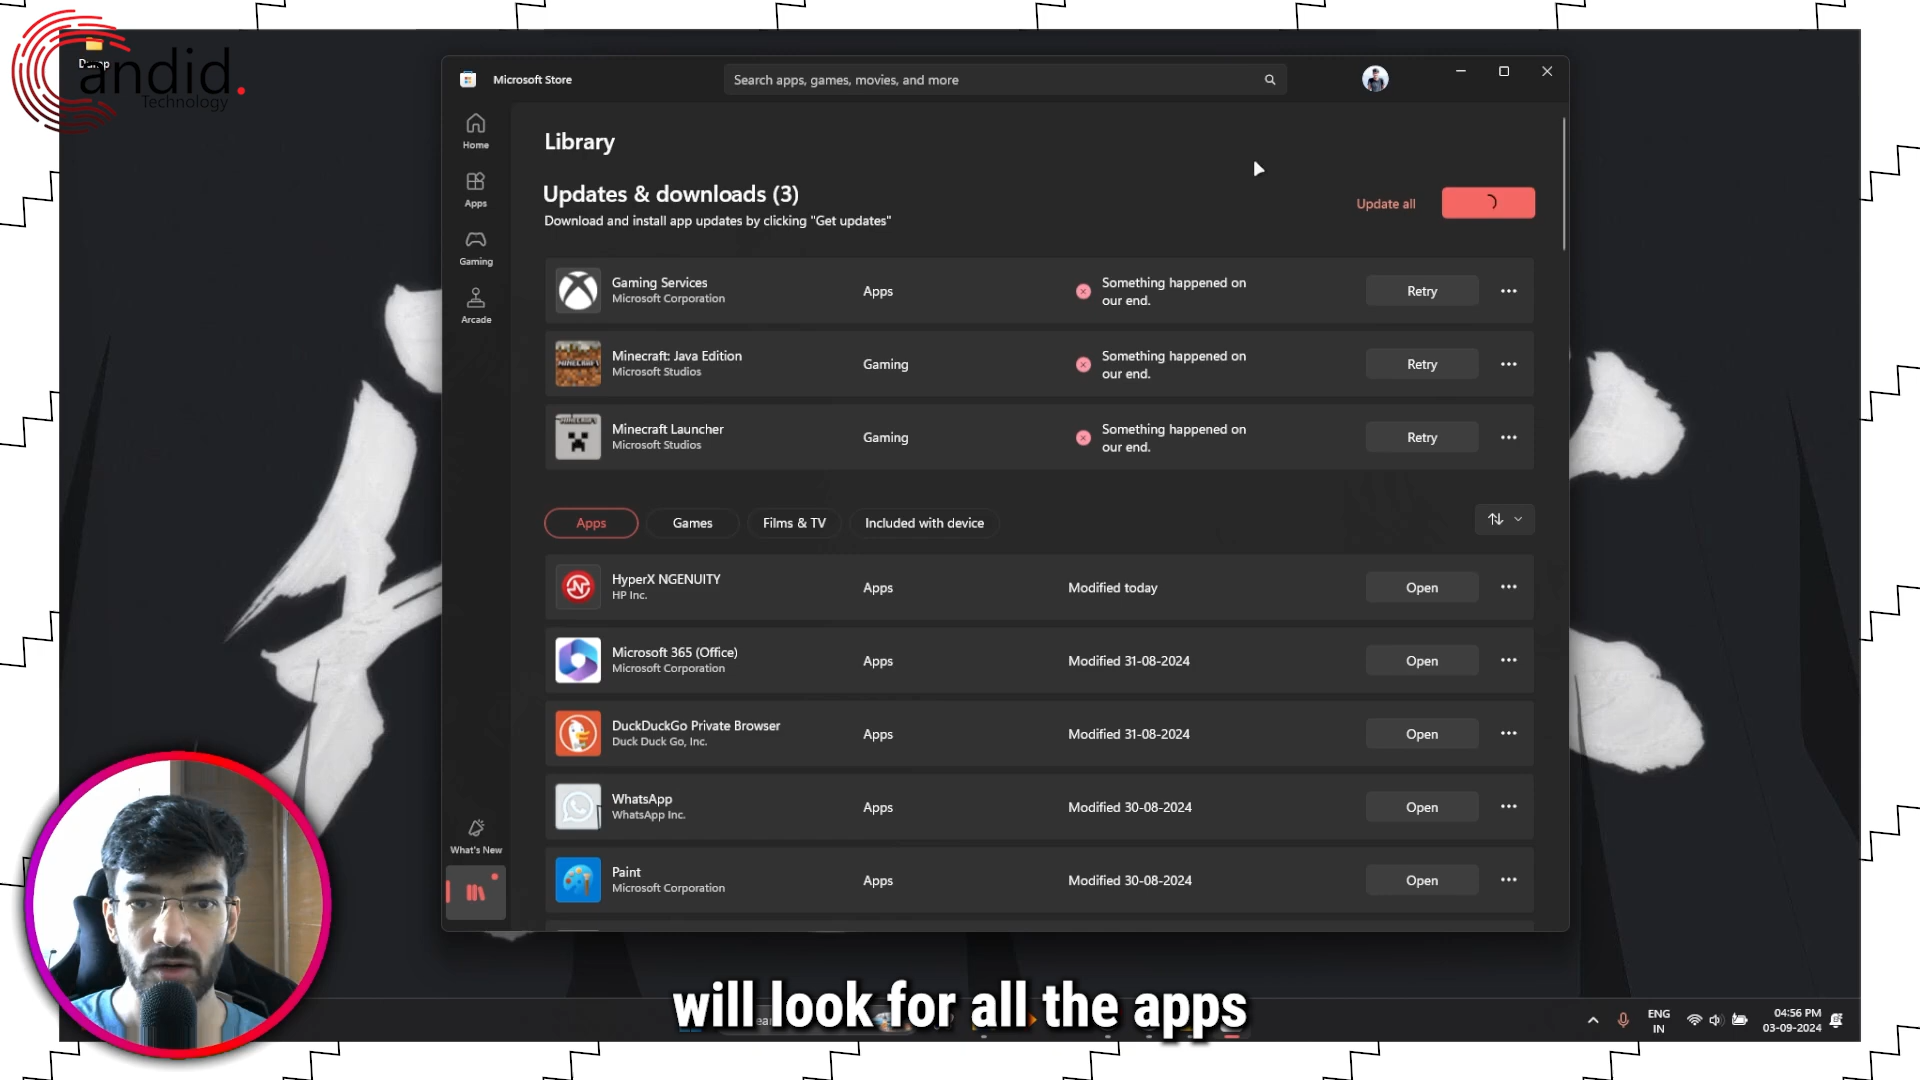 Dump
andid.
Technology
Microsoft Store
Search apps, games, movies, and more
Home
Apps
Gaming
Arcade
What's New
Library
Updates & downloads (3)
Download and install app updates by clicking "Get updates"
Update all
Gaming Services
Microsoft Corporation
Apps
Something happened on
our end.
Retry
Minecraft: Java Edition
Microsoft Studios
Gaming
Something happened on
our end.
Retry
Minecraft Launcher
Microsoft Studios
Gaming
Something happened on
our end.
Retry
Apps
Games
Films & TV
Included with device
HyperX NGENUITY
HP Inc.
Apps
Modified today
Open
Microsoft 365 (Office)
Microsoft Corporation
Apps
Modified 31-08-2024
Open
DuckDuckGo Private Browser
Duck Duck Go, Inc.
Apps
Modified 31-08-2024
Open
WhatsApp
WhatsApp Inc.
Apps
Modified 30-08-2024
Open
Paint
Microsoft Corporation
Apps
Modified 30-08-2024
Open
will look for all the apps
ENG
IN
04:56 PM
03-09-2024